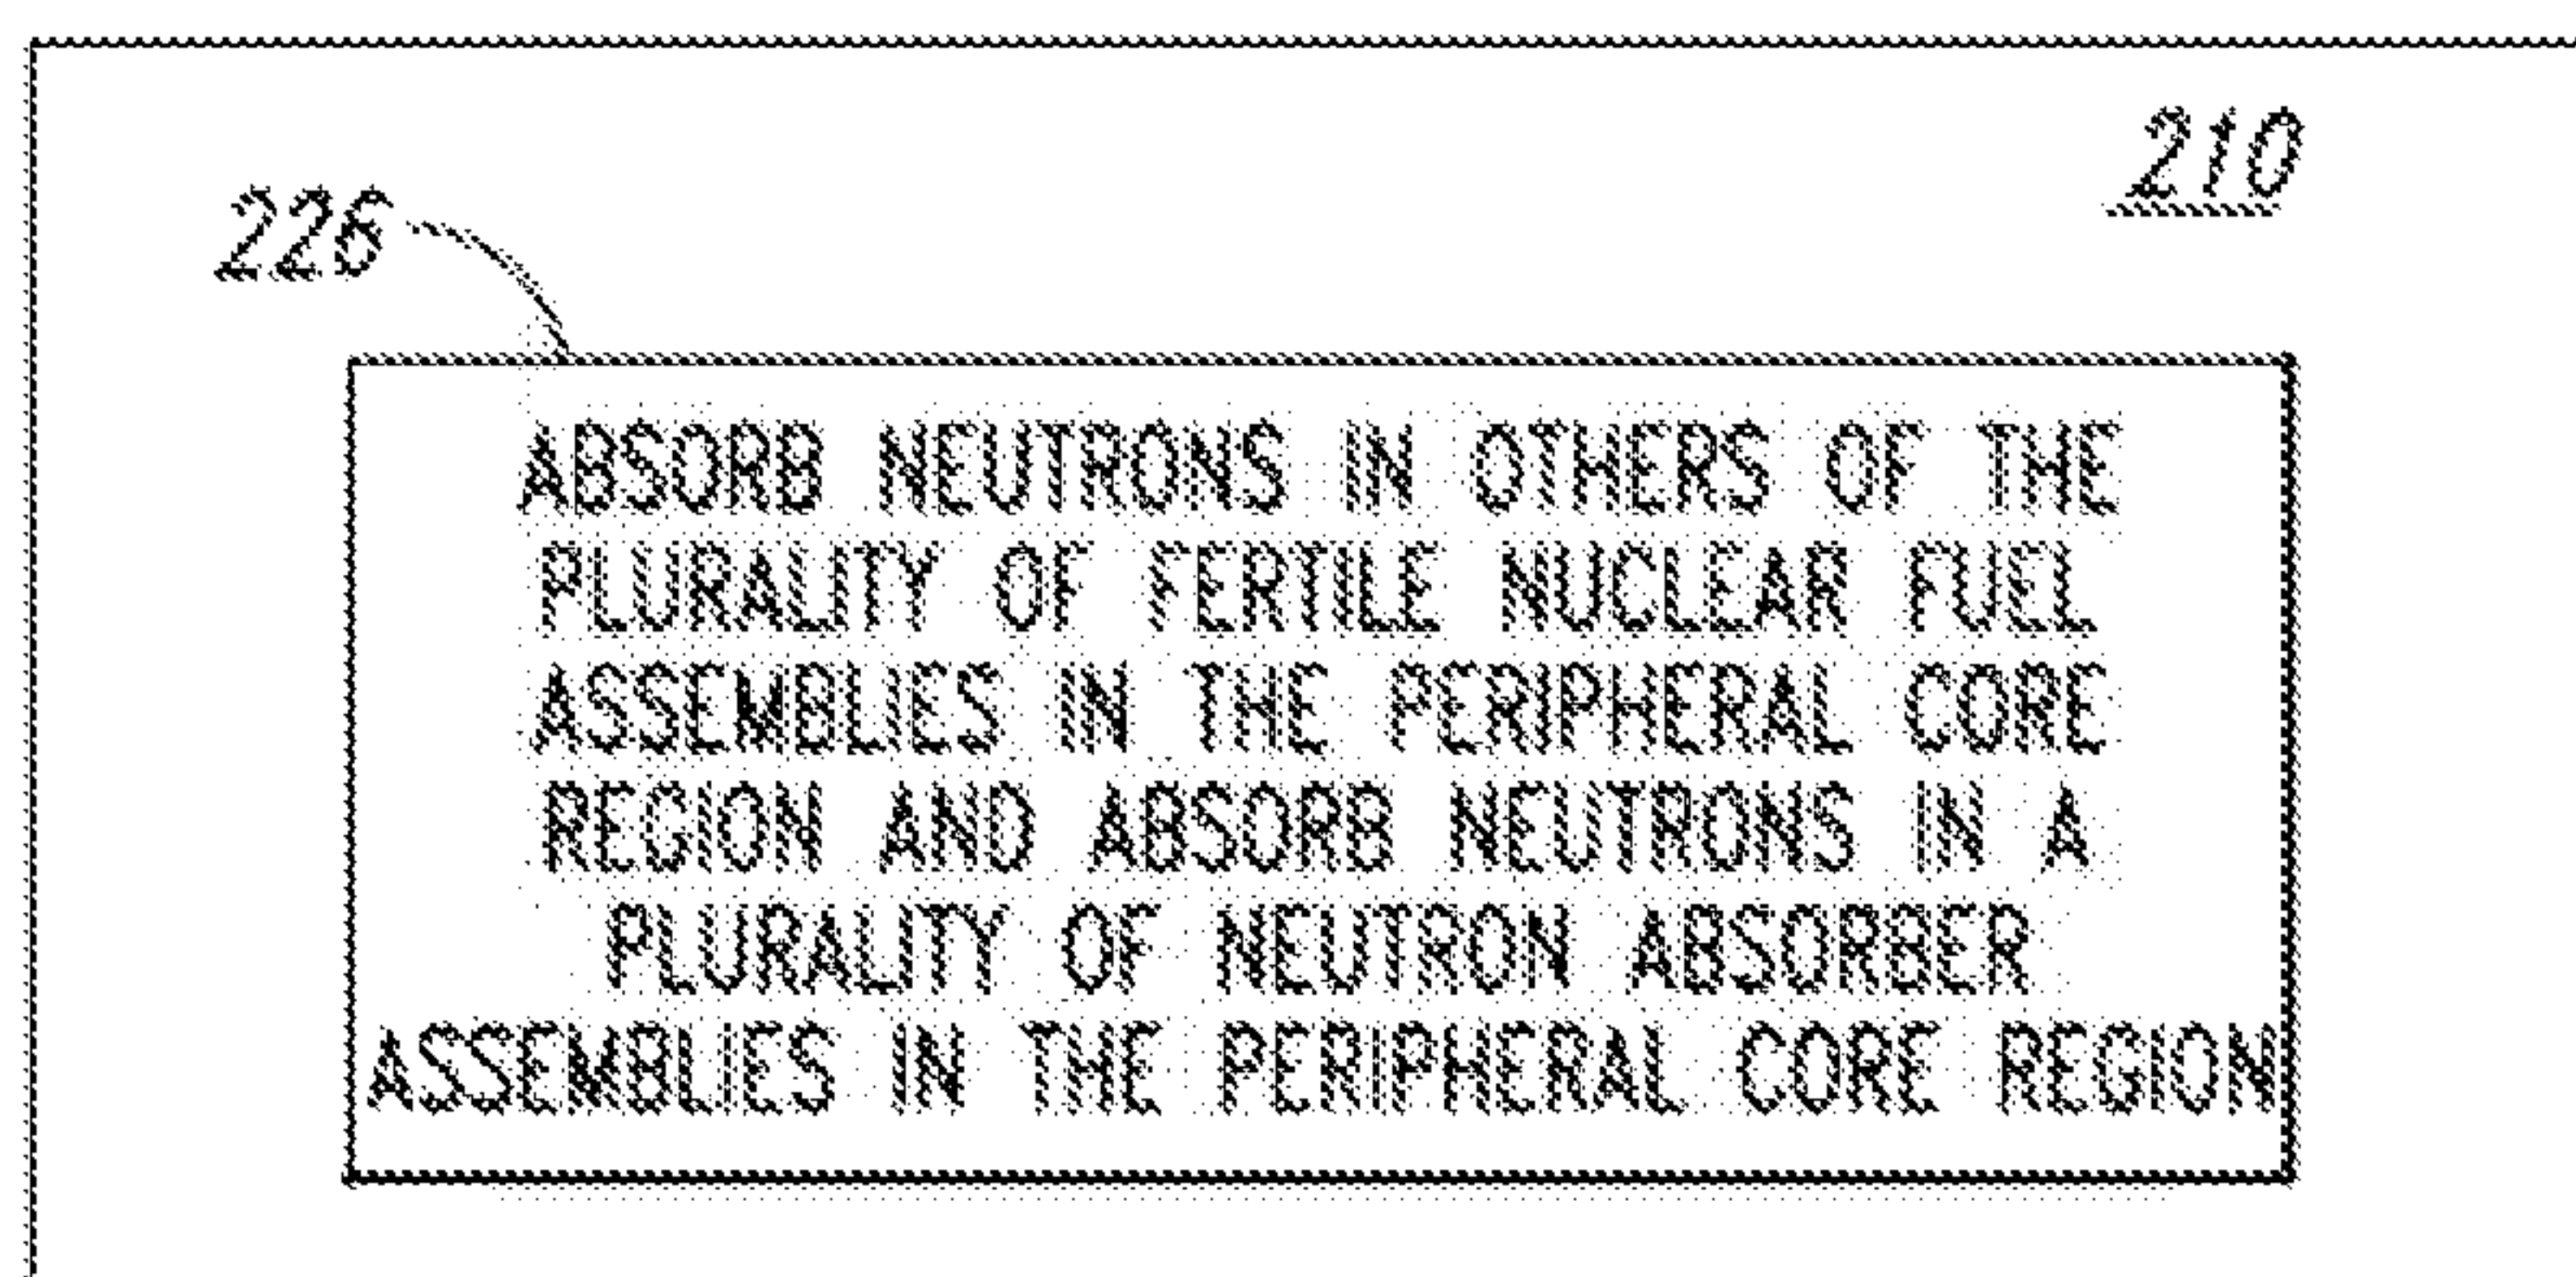 210
226
ABSORB NEUTRONS IN OTHERS OF THE
PLURALITY OF FERTILE NUCLEAR FUEL
ASSEMBLIES IN THE PERIPHERAL CORE
REGION AND ABSORB NEUTRONS IN A
PLURALITY OF NEUTRON ABSORBER
ASSEMBLIES IN THE PERIPHERAL CORE REGION